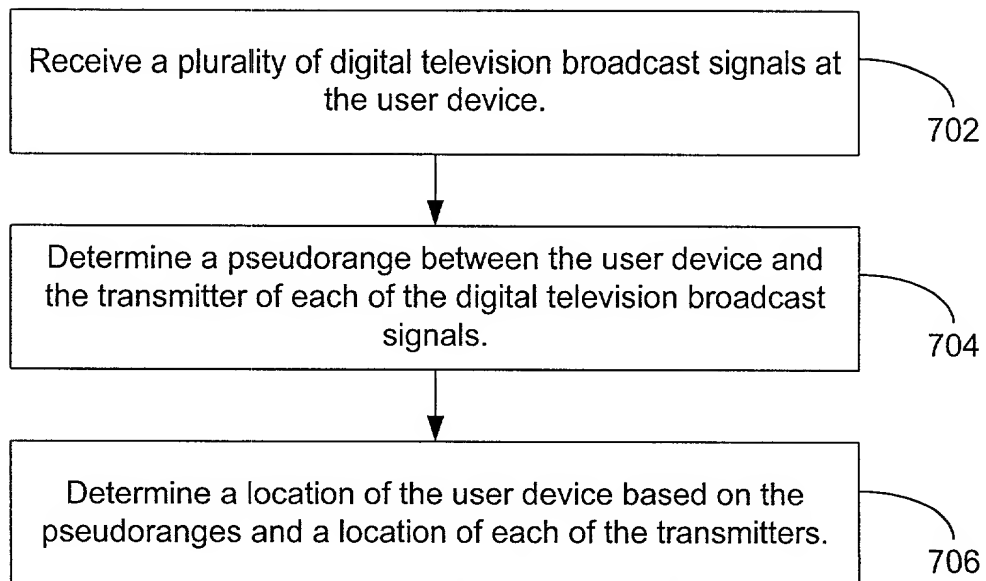 Receive a plurality of digital television broadcast signals at
the user device.
702
Determine a pseudorange between the user device and
the transmitter of each of the digital television broadcast
signals.
704
Determine a location of the user device based on the
pseudoranges and a location of each of the transmitters.
706